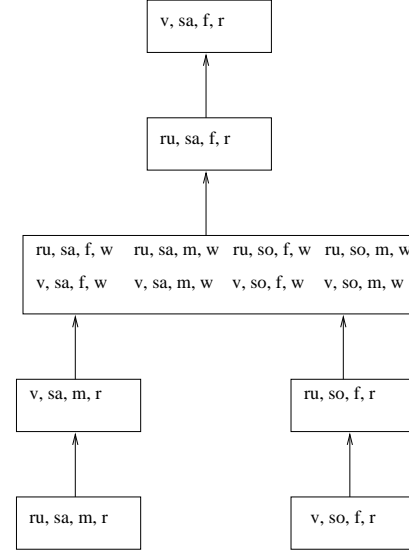 v, sa, f, r
ru, sa, f, r
ru, sa, f, w ru, sa, m, w ru, so, f, w ru, so, m, w
v, sa, f, w v, sa, m, w v, so, f, w v, so, m, w
v, sa, m, r ru, so, f, r
ru, sa, m, r v, so, f, r